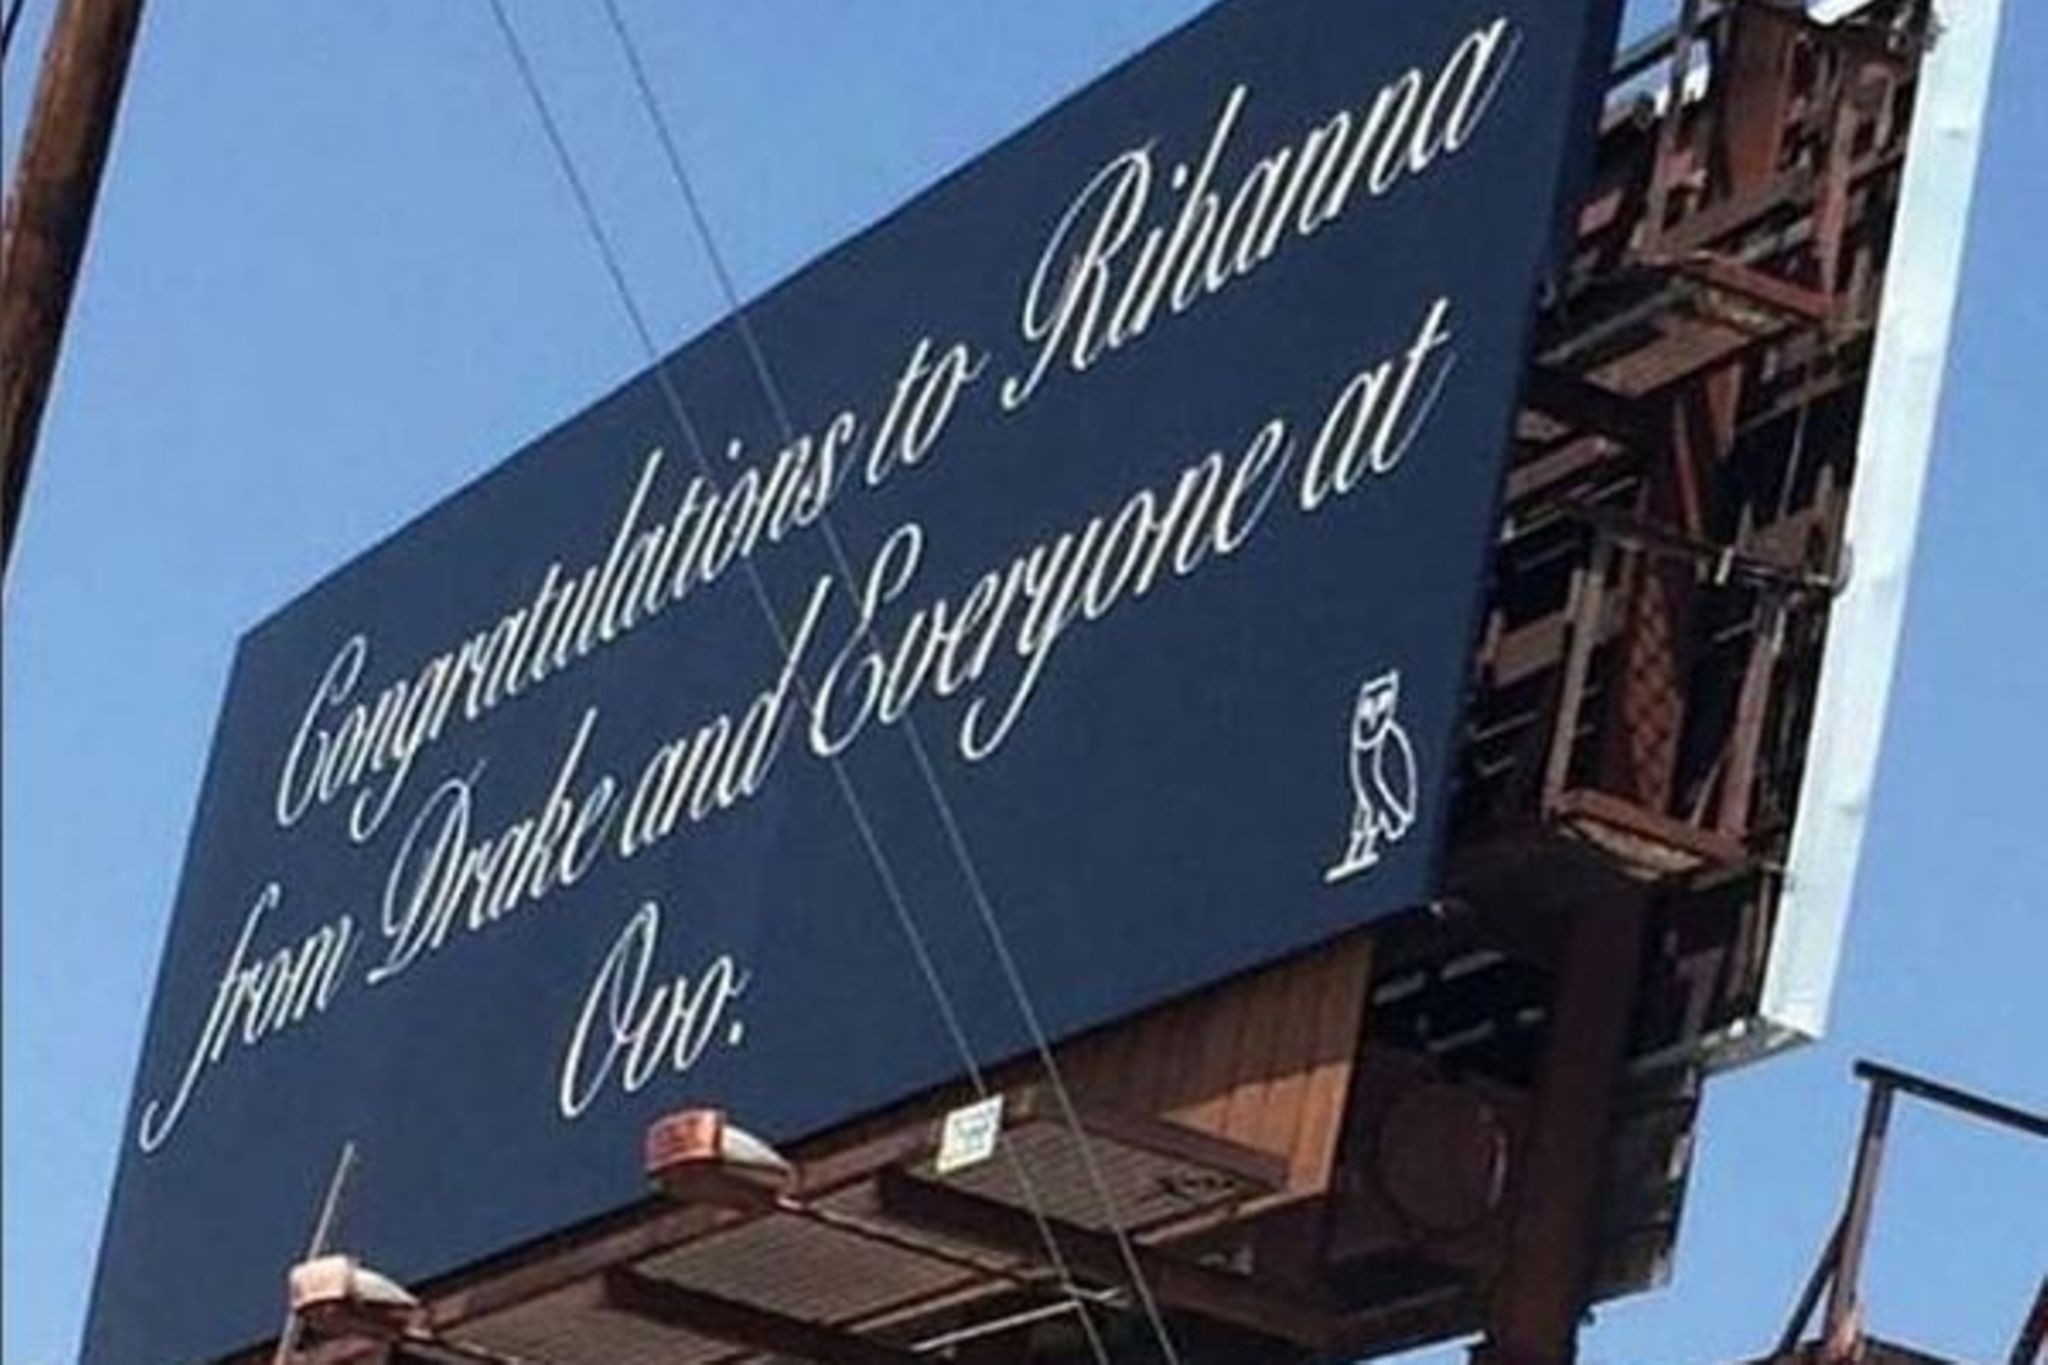 Congratulations to Rihanna
from Drake and Everyone at
Ovo.